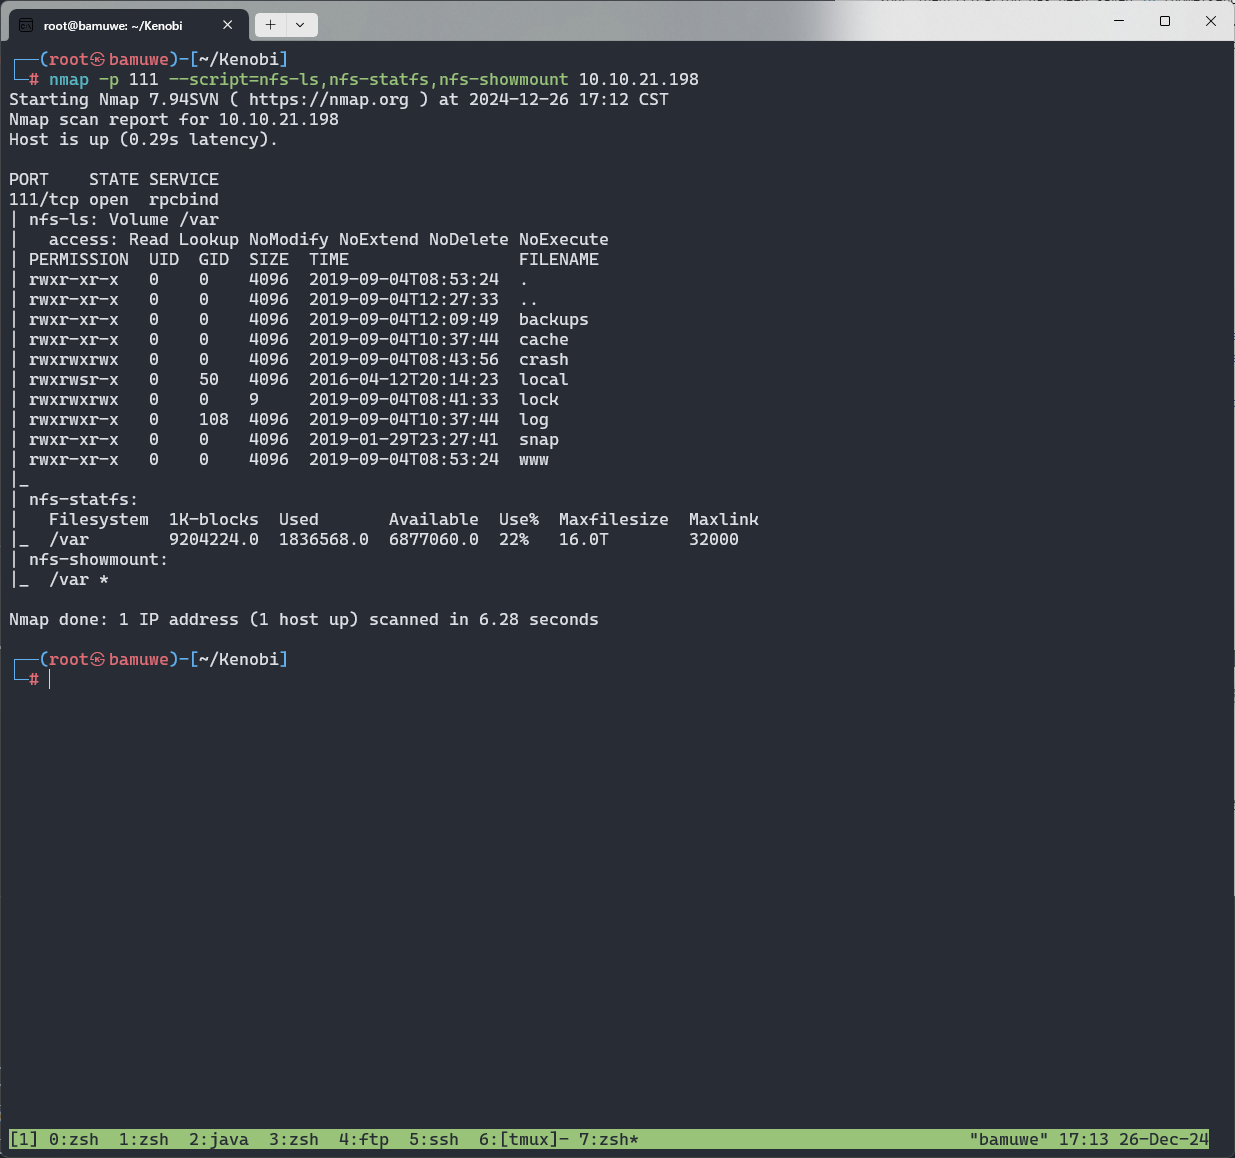 root@bamuwe: ~/Kenobi
┌──(root㉿bamuwe)-[~/Kenobi]
└─# nmap -p 111 --script=nfs-ls,nfs-statfs,nfs-showmount 10.10.21.198
Starting Nmap 7.94SVN ( https://nmap.org ) at 2024-12-26 17:12 CST
Nmap scan report for 10.10.21.198
Host is up (0.29s latency).
PORT    STATE SERVICE
111/tcp open  rpcbind
| nfs-ls: Volume /var
|   access: Read Lookup NoModify NoExtend NoDelete NoExecute
| PERMISSION  UID  GID  SIZE  TIME                 FILENAME
| rwxr-xr-x   0    0    4096  2019-09-04T08:53:24  .
| rwxr-xr-x   0    0    4096  2019-09-04T12:27:33  ..
| rwxr-xr-x   0    0    4096  2019-09-04T12:09:49  backups
| rwxr-xr-x   0    0    4096  2019-09-04T10:37:44  cache
| rwxrwxrwx   0    0    4096  2019-09-04T08:43:56  crash
| rwxrwsr-x   0    50   4096  2016-04-12T20:14:23  local
| rwxrwxrwx   0    0    9     2019-09-04T08:41:33  lock
| rwxrwxr-x   0    108  4096  2019-09-04T10:37:44  log
| rwxr-xr-x   0    0    4096  2019-01-29T23:27:41  snap
| rwxr-xr-x   0    0    4096  2019-09-04T08:53:24  www
|_
| nfs-statfs:
|   Filesystem  1K-blocks  Used       Available  Use%  Maxfilesize  Maxlink
|_  /var        9204224.0  1836568.0  6877060.0  22%   16.0T        32000
| nfs-showmount:
|_  /var *
Nmap done: 1 IP address (1 host up) scanned in 6.28 seconds
┌──(root㉿bamuwe)-[~/Kenobi]
└─#
[1] 0:zsh  1:zsh  2:java  3:zsh  4:ftp  5:ssh  6:[tmux]- 7:zsh* "bamuwe" 17:13 26-Dec-24